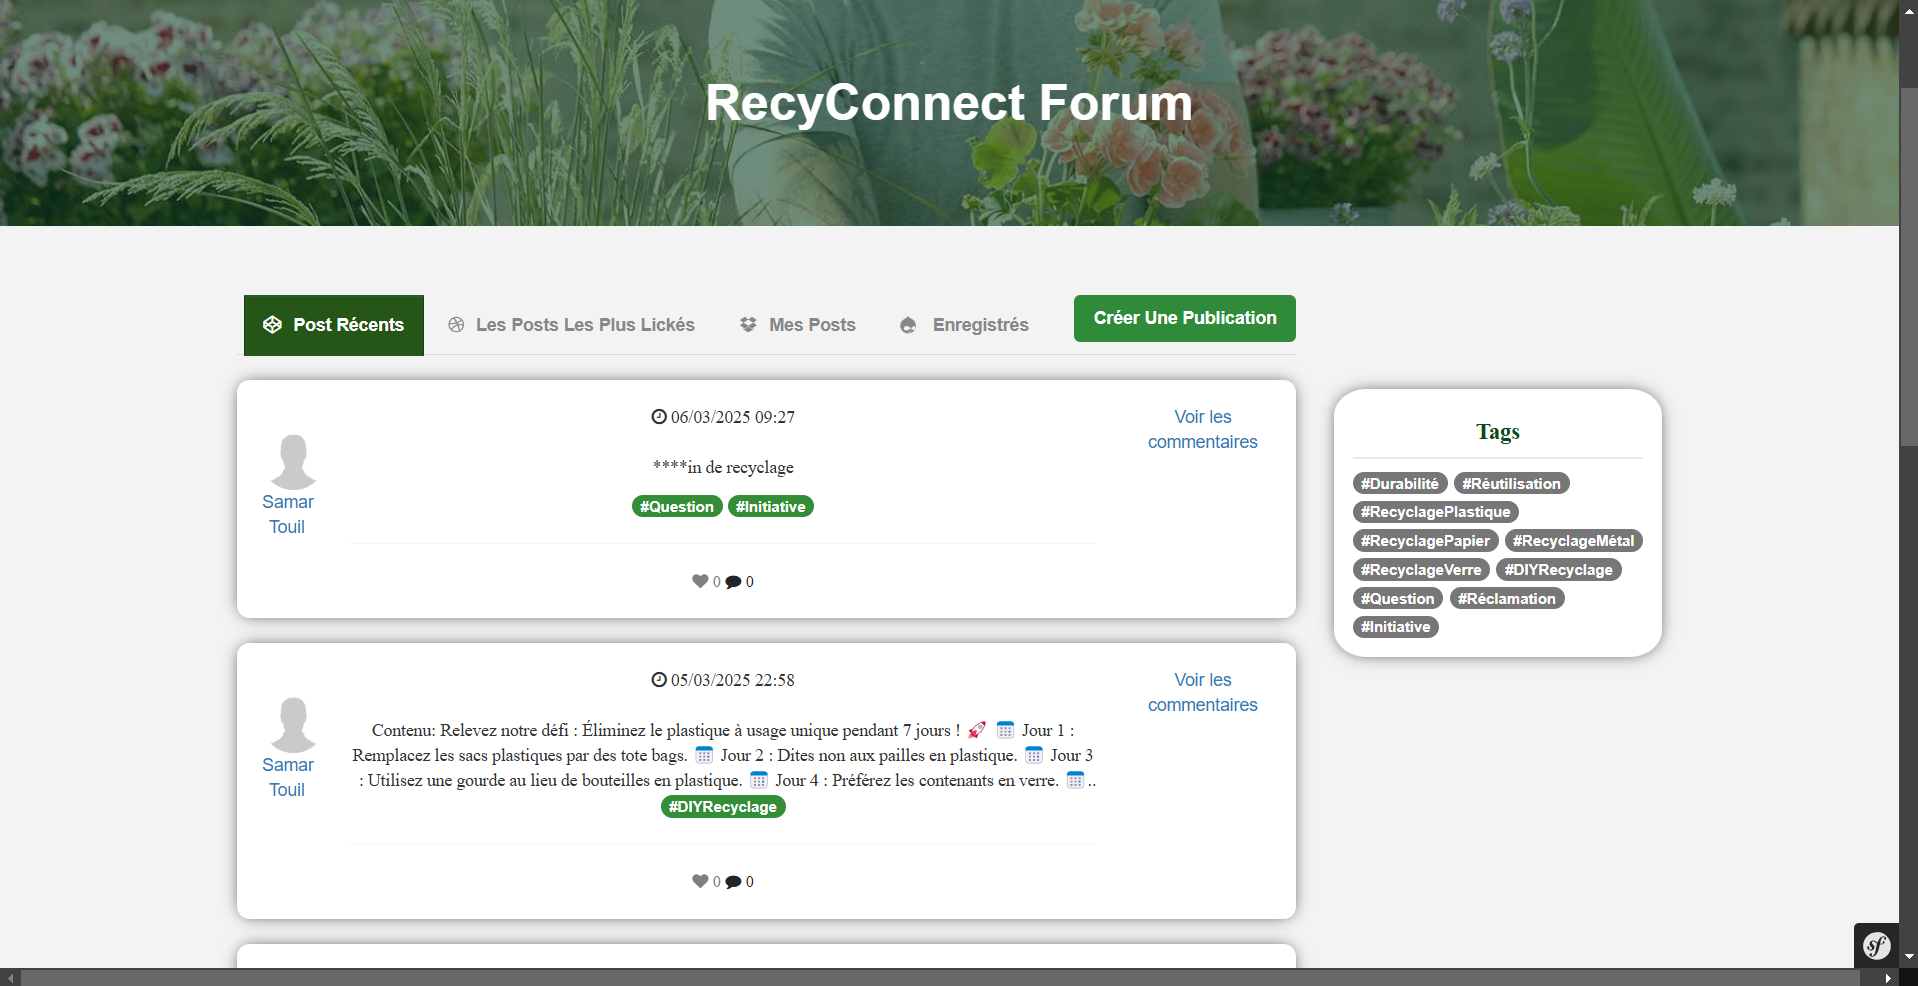 RecyConnect Forum
Post Récents
Les Posts Les Plus Lickés
Mes Posts
Enregistrés
Créer Une Publication
06/03/2025 09:27
Voir les
commentaires
****in de recyclage
Samar
Touil
#Question #Initiative
0 0
05/03/2025 22:58
Voir les
commentaires
Contenu: Relevez notre défi : Éliminez le plastique à usage unique pendant 7 jours ! 🚀 📅 Jour 1 :
Remplacez les sacs plastiques par des tote bags. 📅 Jour 2 : Dites non aux pailles en plastique. 📅 Jour 3
: Utilisez une gourde au lieu de bouteilles en plastique. 📅 Jour 4 : Préférez les contenants en verre. 📅 ..
Samar
Touil
#DIYRecyclage
0 0
Tags
#Durabilité #Réutilisation
#RecyclagePlastique
#RecyclagePapier #RecyclageMétal
#RecyclageVerre #DIYRecyclage
#Question #Réclamation
#Initiative
sf